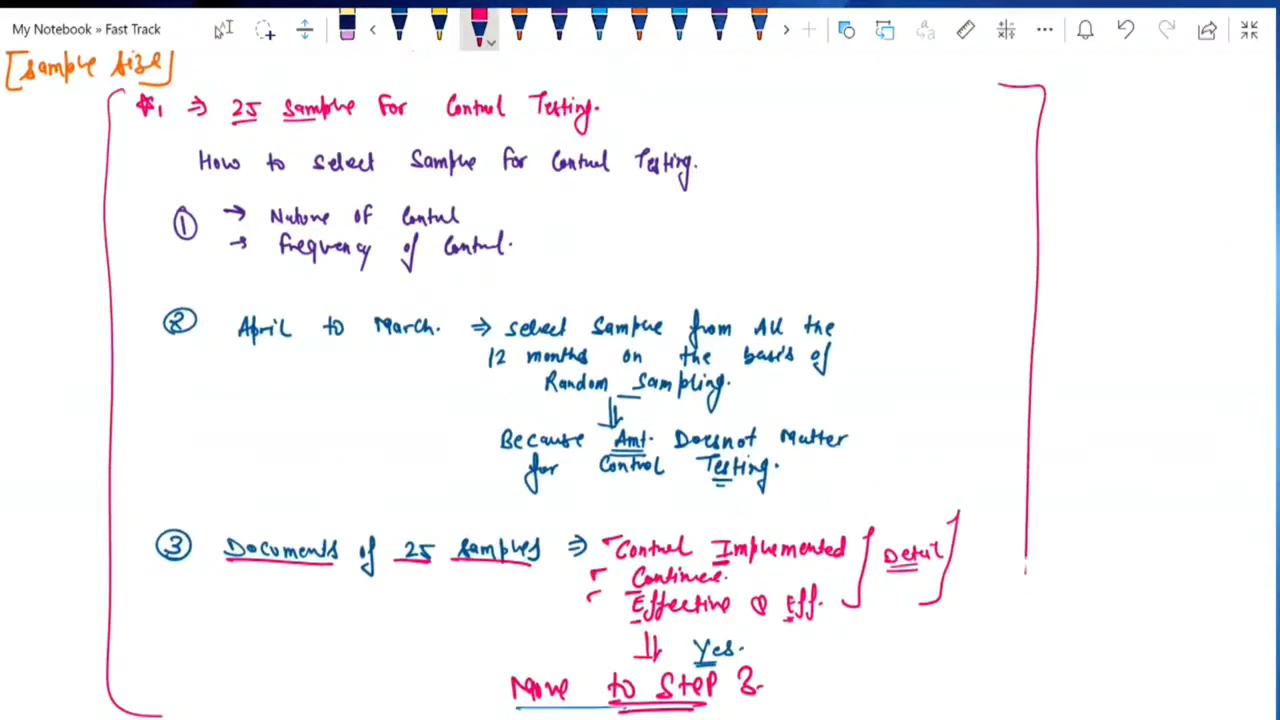 My Notebook » Fast Track
[Sample Size]
*1 ⇒ 25 Sample For Control Testing.
How to select Sample for Control Testing.
① → Nature of Control
→ Frequency of Control.
② April to March. ⇒ select Sample from All the
12 months on the basis of
Random Sampling.
Because Amt. Doesnot Matter
for Control Testing.
③ Documents of 25 samples ⇒ Control Implemented
Continue.
Effective & Eff.
Detail
Yes.
Move to Step 3.